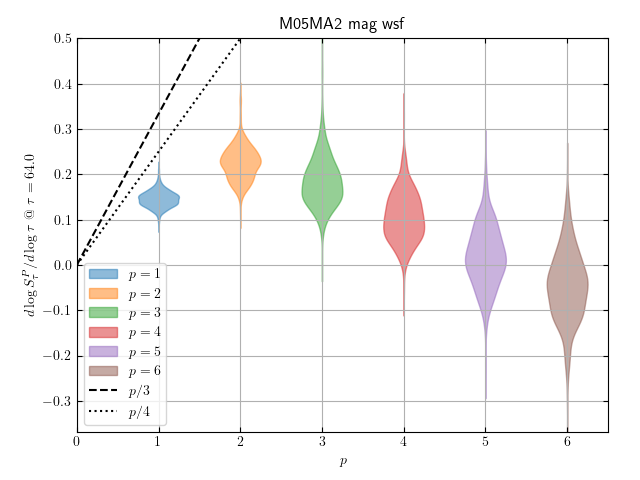 M05MA2 mag wsf
d log S_τ^P / d log τ @ τ = 64.0
0.5
0.4
0.3
0.2
0.1
0.0
−0.1
−0.2
−0.3
p = 1
p = 2
p = 3
p = 4
p = 5
p = 6
p/3
p/4
0 1 2 3 4 5 6
p